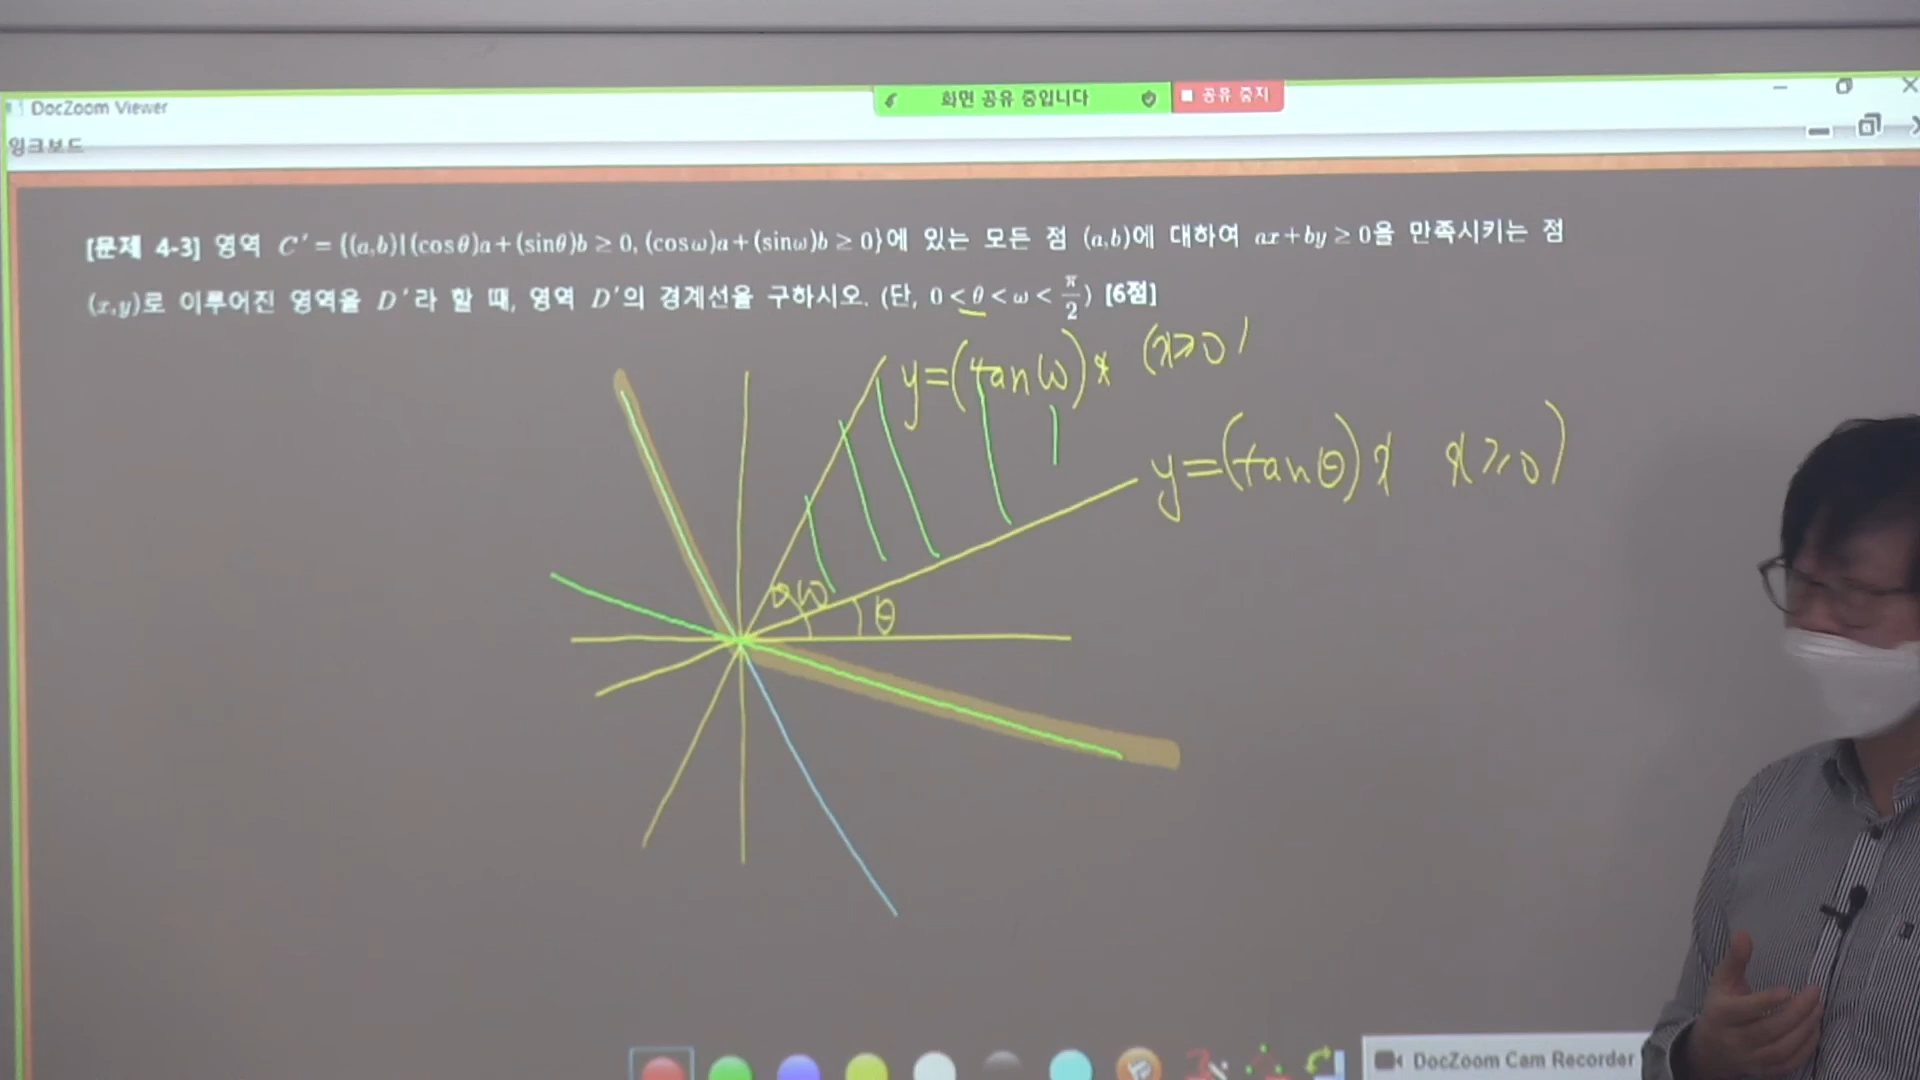 DocZoom Viewer
화면 공유 중입니다
공유 중지
윙크보드
[문제 4-3] 영역 C′={(a,b)|(cosθ)a+(sinθ)b≥0, (cosω)a+(sinω)b≥0}에 있는 모든 점 (a,b)에 대하여 ax+by≥0을 만족시키는 점
(x,y)로 이루어진 영역을 D′라 할 때, 영역 D′의 경계선을 구하시오. (단, 0<θ<ω<π/2) [6점]
y=(tanω)x (x≥0)
y=(tanθ)x x≥0)
ω
θ
DocZoom Cam Recorder